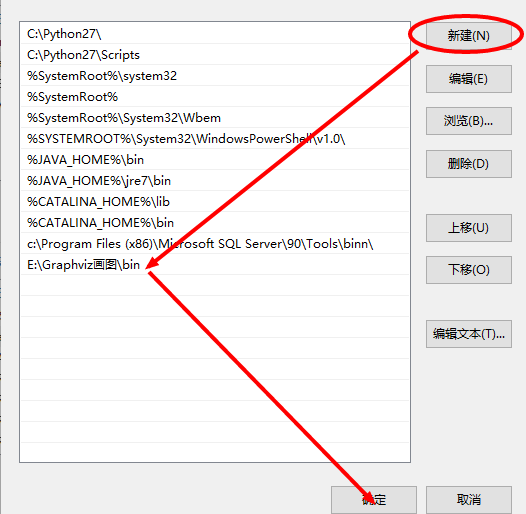 C:\Python27\
C:\Python27\Scripts
%SystemRoot%\system32
%SystemRoot%
%SystemRoot%\System32\Wbem
%SYSTEMROOT%\System32\WindowsPowerShell\v1.0\
%JAVA_HOME%\bin
%JAVA_HOME%\jre7\bin
%CATALINA_HOME%\lib
%CATALINA_HOME%\bin
c:\Program Files (x86)\Microsoft SQL Server\90\Tools\binn\
E:\Graphviz画图\bin
新建(N)
编辑(E)
浏览(B)...
删除(D)
上移(U)
下移(O)
编辑文本(T)...
确定
取消